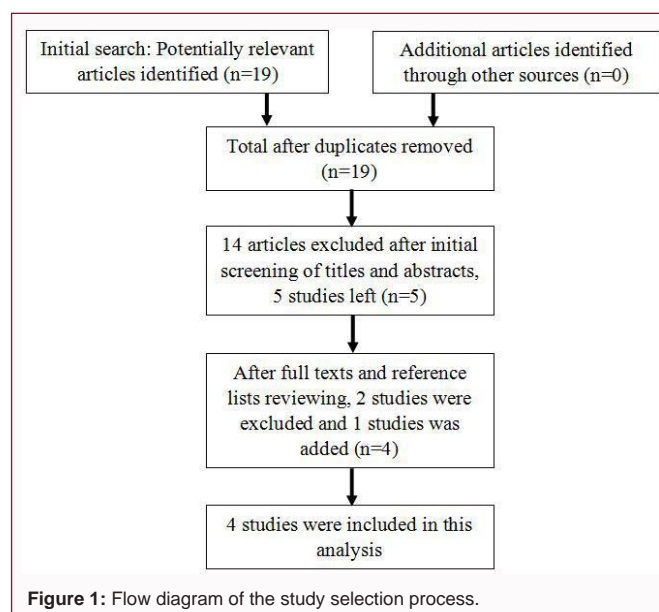 Initial search: Potentially relevant
articles identified (n=19)
Additional articles identified
through other sources (n=0)
Total after duplicates removed
(n=19)
14 articles excluded after initial
screening of titles and abstracts,
5 studies left (n=5)
After full texts and reference
lists reviewing, 2 studies were
excluded and 1 studies was
added (n=4)
4 studies were included in this
analysis
Figure 1: Flow diagram of the study selection process.